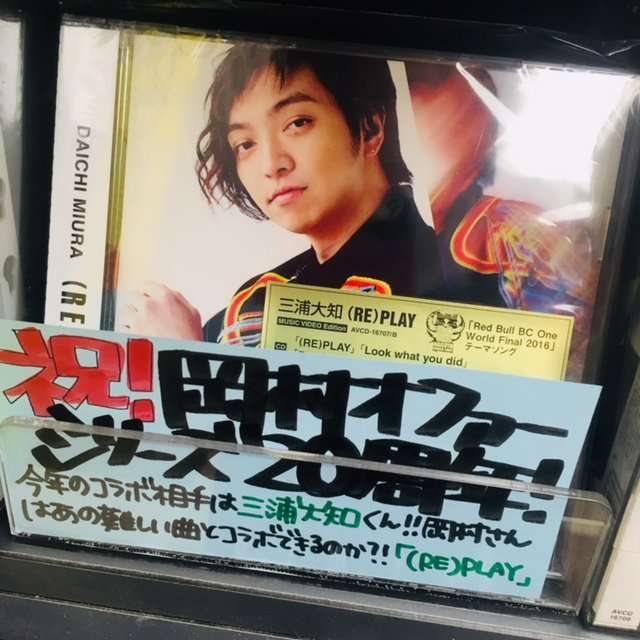 DAICHI MIURA (RE
三浦大知 (RE)PLAY
MUSIC VIDEO Edition AVCD-16707/B
「Red Bull BC One
World Final 2016」
テーマソング
CD
「(RE)PLAY」「Look what you did」
祝!岡村オファー
シリーズ20周年!
今年のコラボ相手は三浦大知くん!!岡村さん
はあの難しい曲とコラボできるのか?!「(RE)PLAY」
AVCD
16709